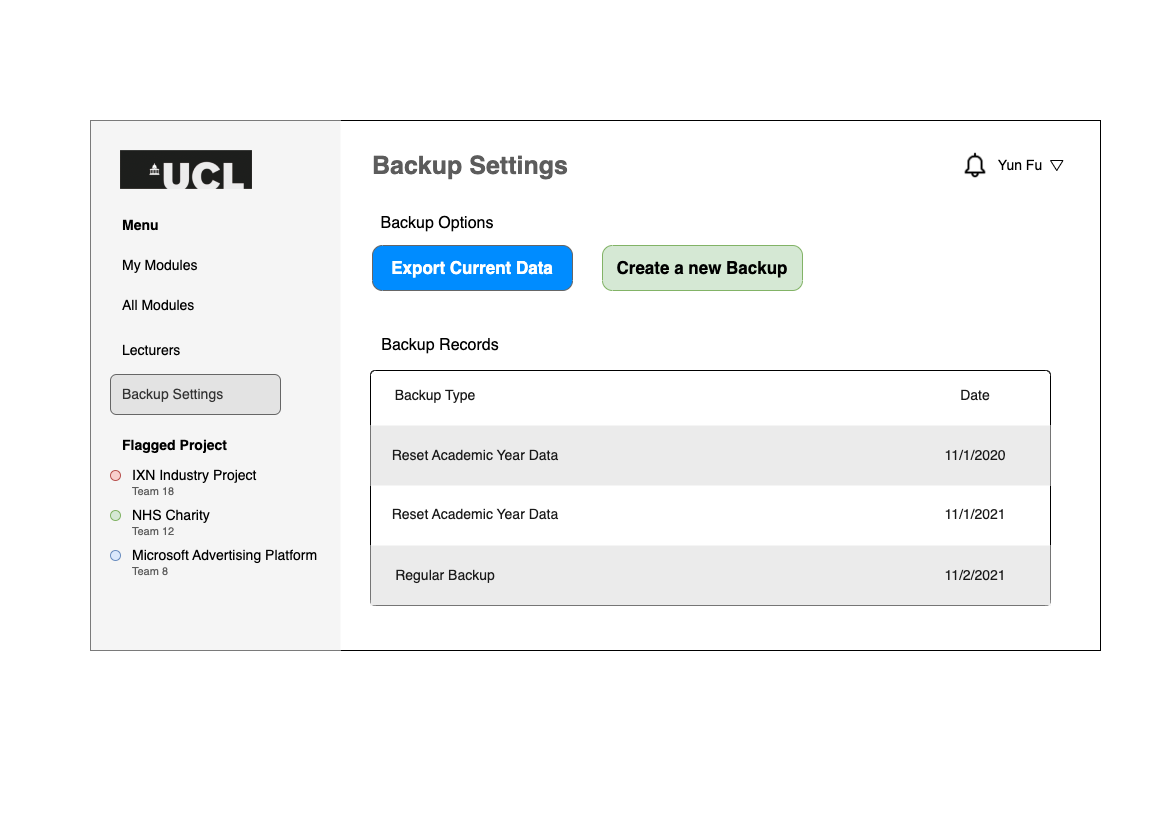 UCL
Menu
My Modules
All Modules
Lecturers
Backup Settings
Flagged Project
IXN Industry Project
Team 18
NHS Charity
Team 12
Microsoft Advertising Platform
Team 8
Backup Settings
Yun Fu
Backup Options
Export Current Data
Create a new Backup
Backup Records
Backup Type Date
Reset Academic Year Data 11/1/2020
Reset Academic Year Data 11/1/2021
Regular Backup 11/2/2021